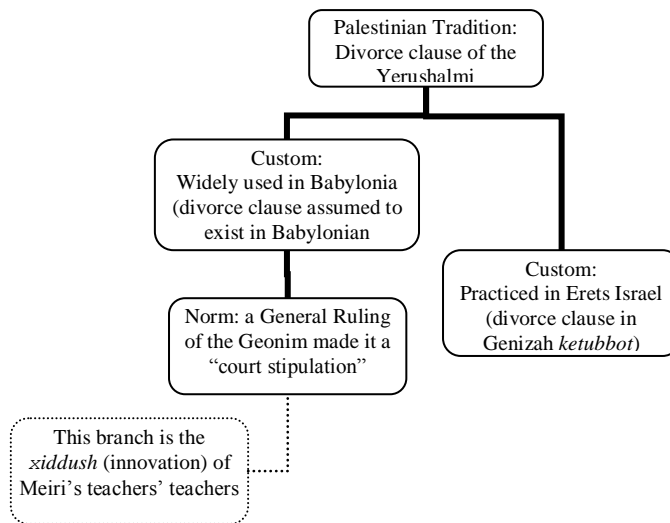 Palestinian Tradition:
Divorce clause of the
Yerushalmi
Custom:
Widely used in Babylonia
(divorce clause assumed to
exist in Babylonian
Custom:
Practiced in Erets Israel
(divorce clause in
Genizah ketubbot)
Norm: a General Ruling
of the Geonim made it a
“court stipulation”
This branch is the
xiddush (innovation) of
Meiri’s teachers’ teachers